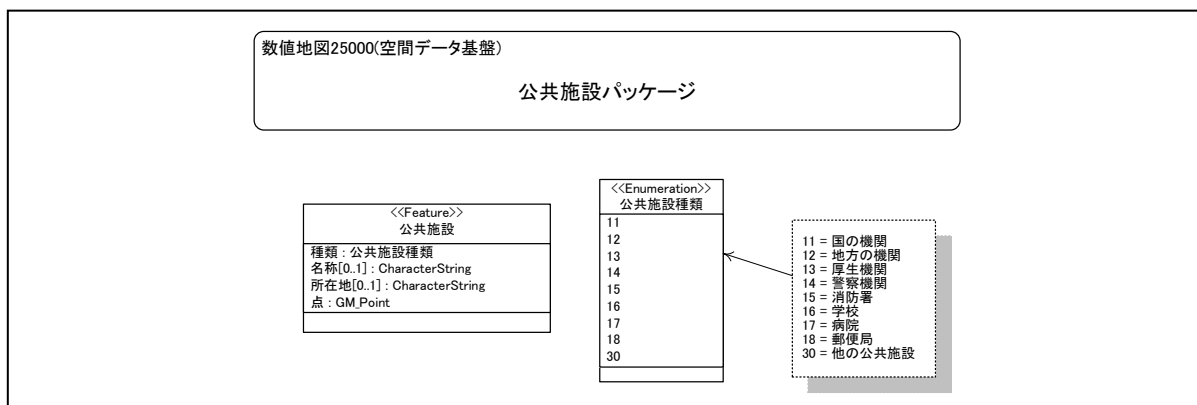 数値地図25000(空間データ基盤)
公共施設パッケージ
<<Feature>>
公共施設
種類 : 公共施設種類
名称[0..1] : CharacterString
所在地[0..1] : CharacterString
点 : GM_Point
<<Enumeration>>
公共施設種類
11
12
13
14
15
16
17
18
30
11 = 国の機関
12 = 地方の機関
13 = 厚生機関
14 = 警察機関
15 = 消防署
16 = 学校
17 = 病院
18 = 郵便局
30 = 他の公共施設